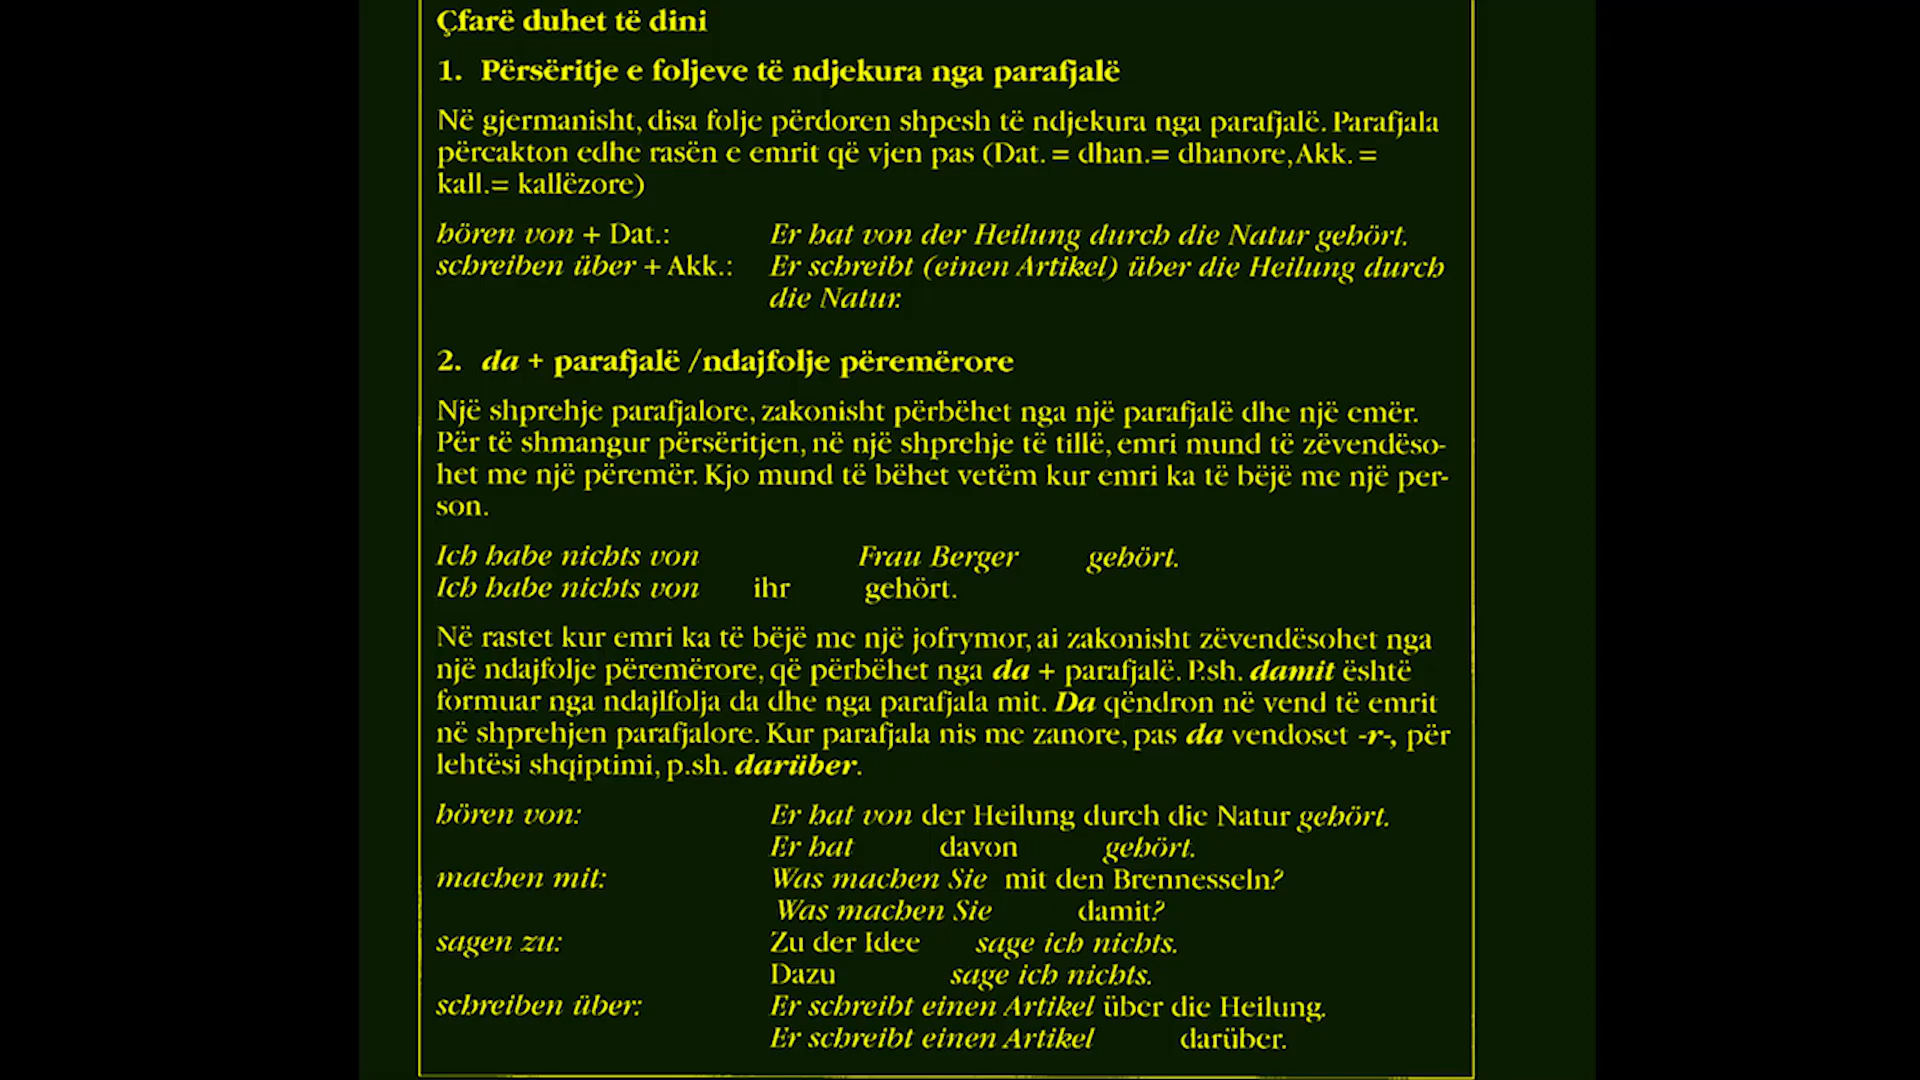 Çfarë duhet të dini
1. Përsëritje e foljeve të ndjekura nga parafjalë
Në gjermanisht, disa folje përdoren shpesh të ndjekura nga parafjalë. Parafjala
përcakton edhe rasën e emrit që vjen pas (Dat. = dhan.= dhanore, Akk. =
kall.= kallëzore)
hören von + Dat.: Er hat von der Heilung durch die Natur gehört.
schreiben über + Akk.: Er schreibt (einen Artikel) über die Heilung durch
die Natur.
2. da + parafjalë /ndajfolje përemërore
Një shprehje parafjalore, zakonisht përbëhet nga një parafjalë dhe një emër.
Për të shmangur përsëritjen, në një shprehje të tillë, emri mund të zëvendëso-
het me një përemër. Kjo mund të bëhet vetëm kur emri ka të bëjë me një per-
son.
Ich habe nichts von Frau Berger gehört.
Ich habe nichts von ihr gehört.
Në rastet kur emri ka të bëjë me një jofrymor, ai zakonisht zëvendësohet nga
një ndajfolje përemërore, që përbëhet nga da + parafjalë. P.sh. damit është
formuar nga ndajlfolja da dhe nga parafjala mit. Da qëndron në vend të emrit
në shprehjen parafjalore. Kur parafjala nis me zanore, pas da vendoset -r-, për
lehtësi shqiptimi, p.sh. darüber.
hören von: Er hat von der Heilung durch die Natur gehört.
Er hat davon gehört.
machen mit: Was machen Sie mit den Brennesseln?
Was machen Sie damit?
sagen zu: Zu der Idee sage ich nichts.
Dazu sage ich nichts.
schreiben über: Er schreibt einen Artikel über die Heilung.
Er schreibt einen Artikel darüber.